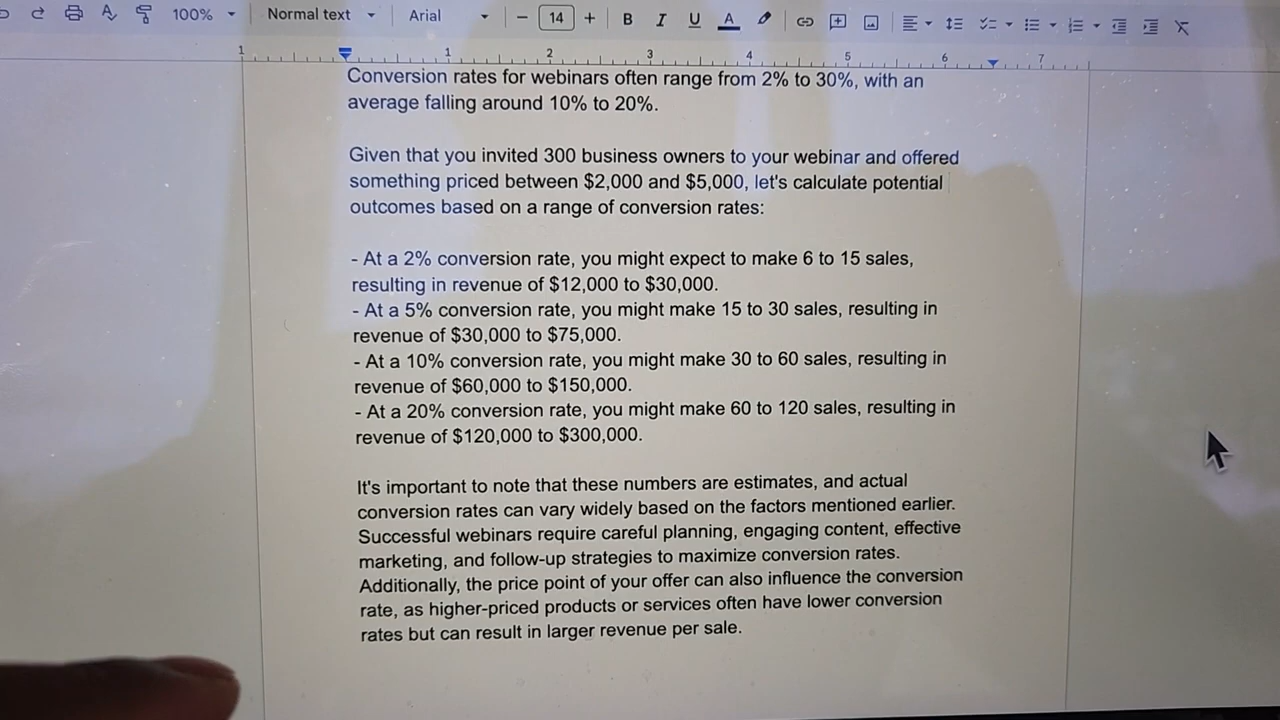 100% Normal text Arial − 14 + B I U A
1 1 2 3 4 5 6 7
Conversion rates for webinars often range from 2% to 30%, with an
average falling around 10% to 20%.
Given that you invited 300 business owners to your webinar and offered
something priced between $2,000 and $5,000, let's calculate potential
outcomes based on a range of conversion rates:
- At a 2% conversion rate, you might expect to make 6 to 15 sales,
resulting in revenue of $12,000 to $30,000.
- At a 5% conversion rate, you might make 15 to 30 sales, resulting in
revenue of $30,000 to $75,000.
- At a 10% conversion rate, you might make 30 to 60 sales, resulting in
revenue of $60,000 to $150,000.
- At a 20% conversion rate, you might make 60 to 120 sales, resulting in
revenue of $120,000 to $300,000.
It's important to note that these numbers are estimates, and actual
conversion rates can vary widely based on the factors mentioned earlier.
Successful webinars require careful planning, engaging content, effective
marketing, and follow-up strategies to maximize conversion rates.
Additionally, the price point of your offer can also influence the conversion
rate, as higher-priced products or services often have lower conversion
rates but can result in larger revenue per sale.